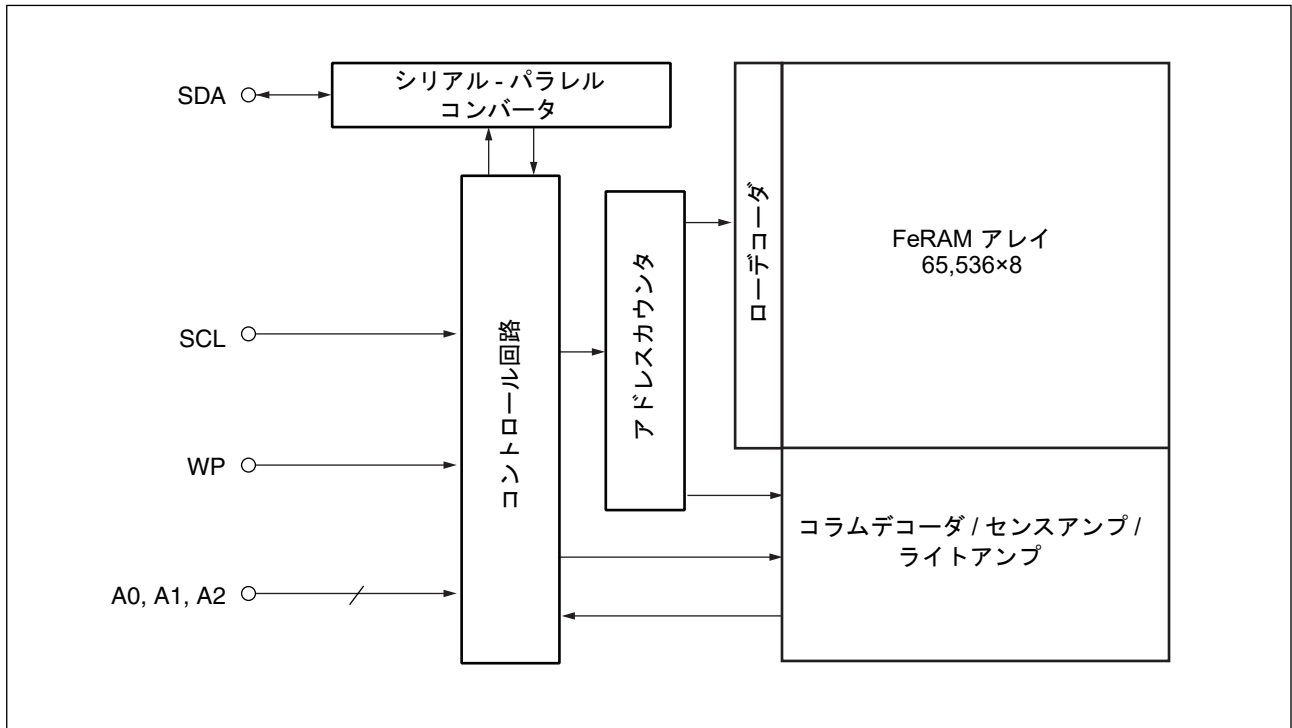 SDA
シリアル - パラレル
コンバータ
SCL
WP
A0, A1, A2
コントロール回路
アドレスカウンタ
ローデコーダ
FeRAM アレイ
65,536×8
コラムデコーダ / センスアンプ /
ライトアンプ